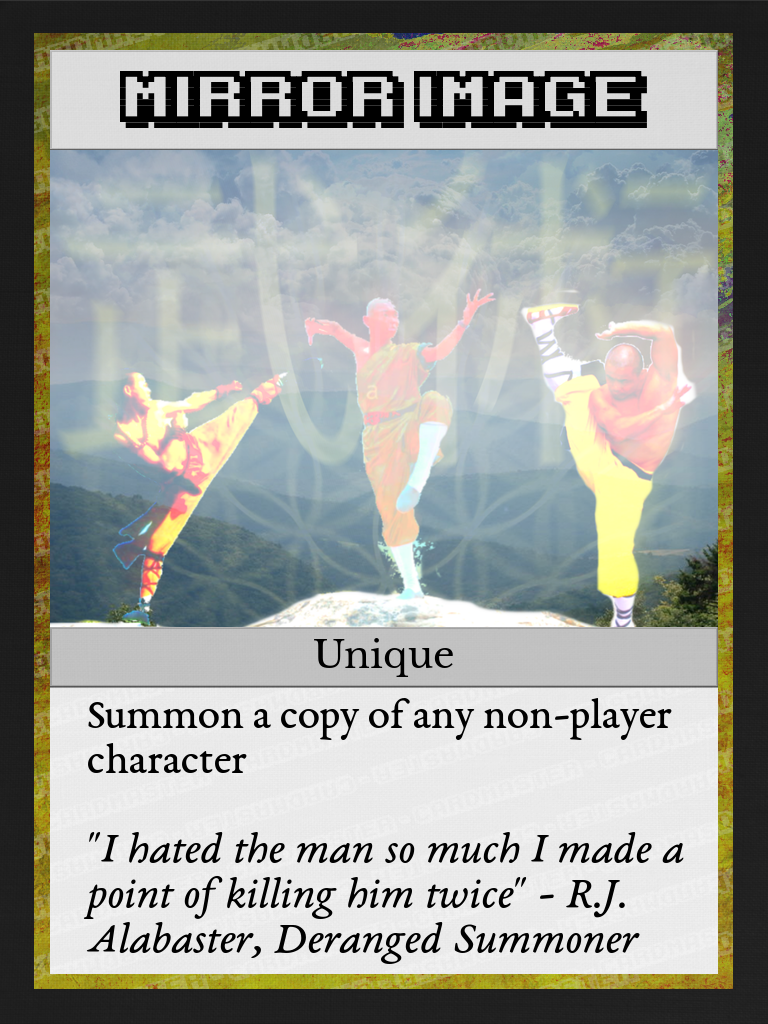 MIRROR IMAGE
Unique
Summon a copy of any non-player
character
"I hated the man so much I made a
point of killing him twice" - R.J.
Alabaster, Deranged Summoner